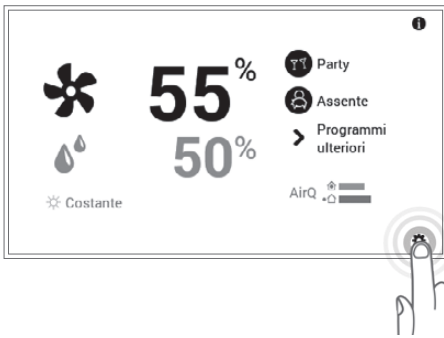 55%
Party
Assente
50%
Programmi
ulteriori
Costante
AirQ